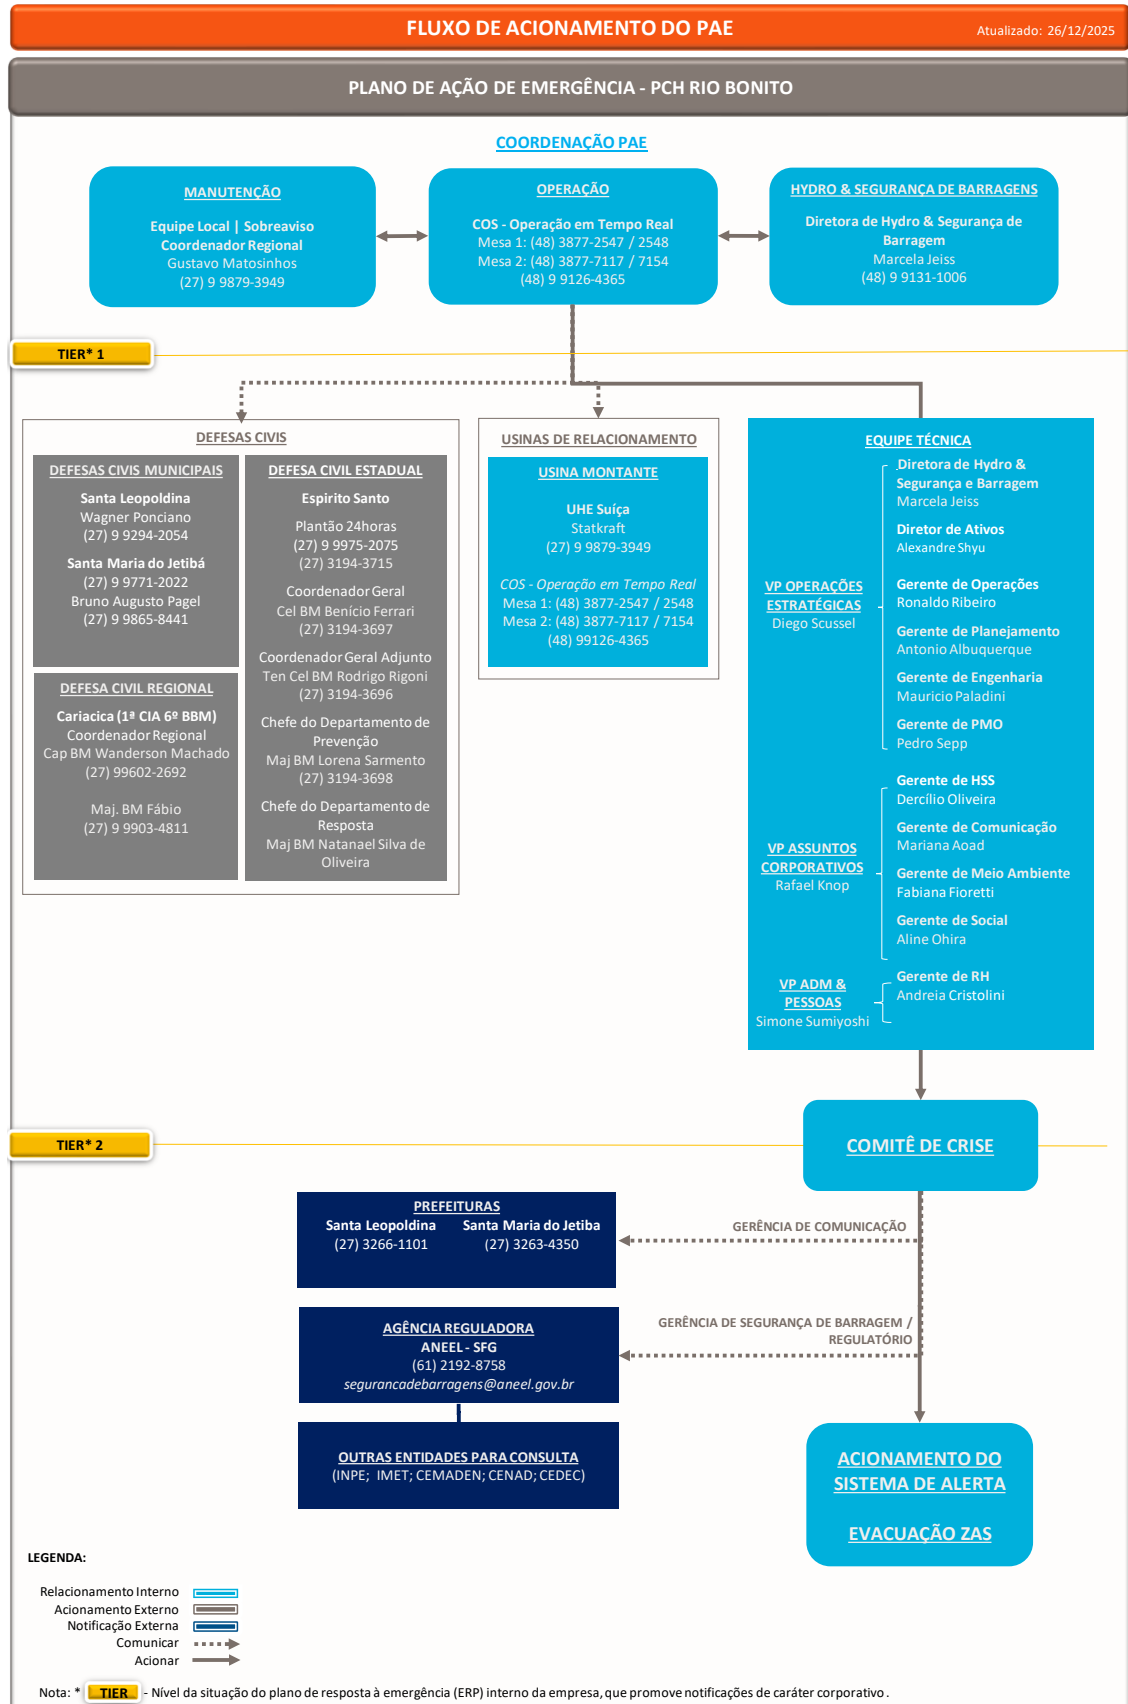 FLUXO DE ACIONAMENTO DO PAE
Atualizado: 26/12/2025
PLANO DE AÇÃO DE EMERGÊNCIA - PCH RIO BONITO
COORDENAÇÃO PAE
MANUTENÇÃO
Equipe Local | Sobreaviso
Coordenador Regional
Gustavo Matosinhos
(27) 9 9879-3949
OPERAÇÃO
COS - Operação em Tempo Real
Mesa 1: (48) 3877-2547 / 2548
Mesa 2: (48) 3877-7117 / 7154
(48) 9 9126-4365
HYDRO & SEGURANÇA DE BARRAGENS
Diretora de Hydro & Segurança de
Barragem
Marcela Jeiss
(48) 9 9131-1006
TIER* 1
DEFESAS CIVIS
DEFESAS CIVIS MUNICIPAIS
Santa Leopoldina
Wagner Ponciano
(27) 9 9294-2054
Santa Maria do Jetibá
(27) 9 9771-2022
Bruno Augusto Pagel
(27) 9 9865-8441
DEFESA CIVIL REGIONAL
Cariacica (1ª CIA 6º BBM)
Coordenador Regional
Cap BM Wanderson Machado
(27) 99602-2692
Maj. BM Fábio
(27) 9 9903-4811
DEFESA CIVIL ESTADUAL
Espirito Santo
Plantão 24horas
(27) 9 9975-2075
(27) 3194-3715
Coordenador Geral
Cel BM Benício Ferrari
(27) 3194-3697
Coordenador Geral Adjunto
Ten Cel BM Rodrigo Rigoni
(27) 3194-3696
Chefe do Departamento de
Prevenção
Maj BM Lorena Sarmento
(27) 3194-3698
Chefe do Departamento de
Resposta
Maj BM Natanael Silva de
Oliveira
USINAS DE RELACIONAMENTO
USINA MONTANTE
UHE Suíça
Statkraft
(27) 9 9879-3949
COS - Operação em Tempo Real
Mesa 1: (48) 3877-2547 / 2548
Mesa 2: (48) 3877-7117 / 7154
(48) 99126-4365
EQUIPE TÉCNICA
VP OPERAÇÕES
ESTRATÉGICAS
Diego Scussel
Diretora de Hydro &
Segurança e Barragem
Marcela Jeiss
Diretor de Ativos
Alexandre Shyu
Gerente de Operações
Ronaldo Ribeiro
Gerente de Planejamento
Antonio Albuquerque
Gerente de Engenharia
Mauricio Paladini
Gerente de PMO
Pedro Sepp
VP ASSUNTOS
CORPORATIVOS
Rafael Knop
Gerente de HSS
Dercílio Oliveira
Gerente de Comunicação
Mariana Aoad
Gerente de Meio Ambiente
Fabiana Fioretti
Gerente de Social
Aline Ohira
VP ADM &
PESSOAS
Simone Sumiyoshi
Gerente de RH
Andreia Cristolini
TIER* 2
COMITÊ DE CRISE
PREFEITURAS
Santa Leopoldina Santa Maria do Jetiba
(27) 3266-1101 (27) 3263-4350
GERÊNCIA DE COMUNICAÇÃO
AGÊNCIA REGULADORA
ANEEL - SFG
(61) 2192-8758
segurancadebarragens@aneel.gov.br
GERÊNCIA DE SEGURANÇA DE BARRAGEM /
REGULATÓRIO
OUTRAS ENTIDADES PARA CONSULTA
(INPE; IMET; CEMADEN; CENAD; CEDEC)
ACIONAMENTO DO
SISTEMA DE ALERTA
EVACUAÇÃO ZAS
LEGENDA:
Relacionamento Interno
Acionamento Externo
Notificação Externa
Comunicar
Acionar
Nota: * TIER - Nível da situação do plano de resposta à emergência (ERP) interno da empresa, que promove notificações de caráter corporativo .